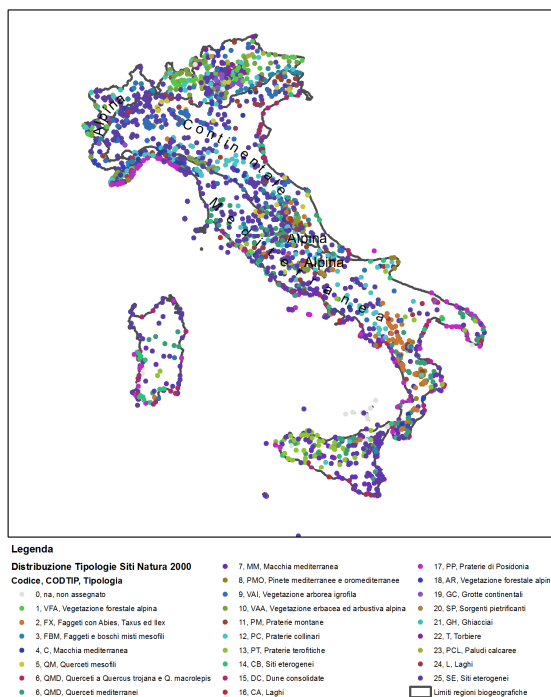 Alpina
Continentale
Mediterranea
Alpina
Alpina
Legenda
Distribuzione Tipologie Siti Natura 2000
Codice, CODTIP, Tipologia
0, na, non assegnato
1, VFA, Vegetazione forestale alpina
2, FX, Faggeti con Abies, Taxus ed Ilex
3, FBM, Faggeti e boschi misti mesofili
4, C, Macchia mediterranea
5, QM, Querceti mesofili
6, QMD, Querceti a Quercus trojana e Q. macrolepis
6, QMD, Querceti mediterranei
7, MM, Macchia mediterranea
8, PMO, Pinete mediterranee e oromediterranee
9, VAI, Vegetazione arborea igrofila
10, VAA, Vegetazione erbacea ed arbustiva alpina
11, PM, Praterie montane
12, PC, Praterie collinari
13, PT, Praterie terofitiche
14, CB, Siti eterogenei
15, DC, Dune consolidate
16, CA, Laghi
17, PP, Praterie di Posidonia
18, AR, Vegetazione forestale alpina
19, GC, Grotte continentali
20, SP, Sorgenti pietrificanti
21, GH, Ghiacciai
22, T, Torbiere
23, PCL, Paludi calcaree
24, L, Laghi
25, SE, Siti eterogenei
Limiti regioni biogeografiche